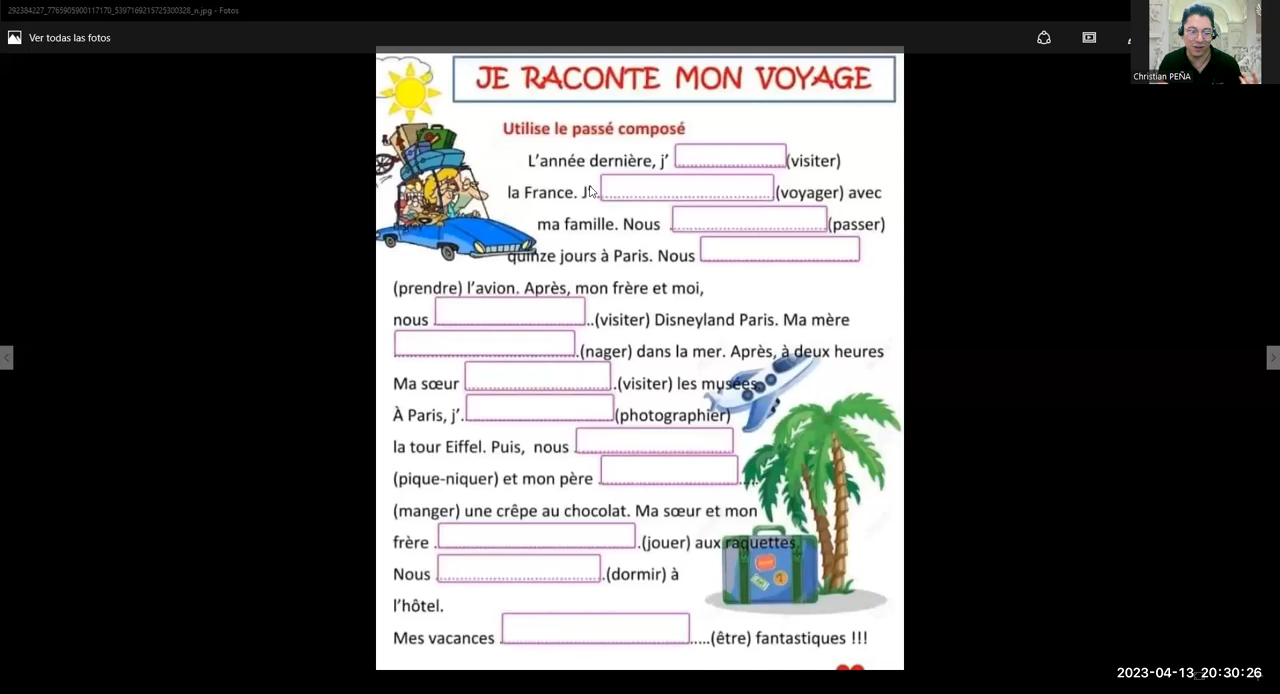 292384227_7765905900117170_5397169215725300328_n.jpg - Fotos
Ver todas las fotos
Christian PEÑA
JE RACONTE MON VOYAGE
Utilise le passé composé
L'année dernière, j' (visiter)
la France. J' (voyager) avec
ma famille. Nous (passer)
quinze jours à Paris. Nous
(prendre) l'avion. Après, mon frère et moi,
nous (visiter) Disneyland Paris. Ma mère
(nager) dans la mer. Après, à deux heures
Ma sœur (visiter) les musées.
À Paris, j' (photographier)
la tour Eiffel. Puis, nous
(pique-niquer) et mon père
(manger) une crêpe au chocolat. Ma sœur et mon
frère (jouer) aux raquettes.
Nous (dormir) à
l'hôtel.
Mes vacances .....(être) fantastiques !!!
2023-04-13 20:30:26